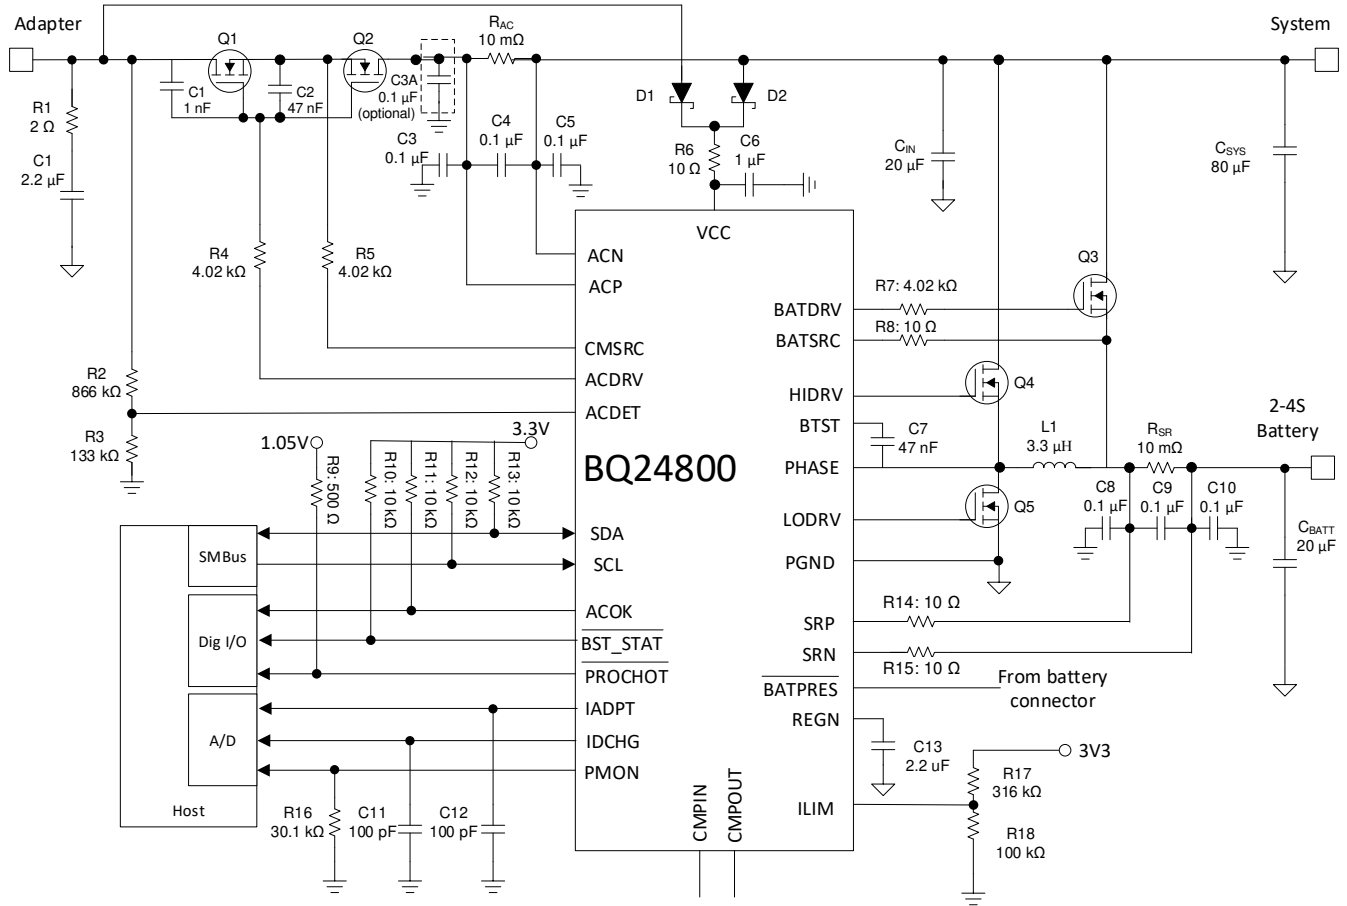 Adapter
System
Q1
Q2
R_AC
10 mΩ
C1
1 nF
C2
47 nF
C3A
0.1 µF
(optional)
D1
D2
R1
2 Ω
C1
2.2 µF
C3
0.1 µF
C4
0.1 µF
C5
0.1 µF
R6
10 Ω
C6
1 µF
C_IN
20 µF
C_SYS
80 µF
VCC
R4
4.02 kΩ
R5
4.02 kΩ
ACN
ACP
CMSRC
ACDRV
ACDET
Q3
R7: 4.02 kΩ
BATDRV
R8: 10 Ω
BATSRC
HIDRV
Q4
BTST
C7
47 nF
PHASE
L1
3.3 µH
R_SR
10 mΩ
2-4S
Battery
R2
866 kΩ
R3
133 kΩ
1.05V
3.3V
R9: 500 Ω
R10: 10 kΩ
R11: 10 kΩ
R12: 10 kΩ
R13: 10 kΩ
BQ24800
C8
0.1 µF
C9
0.1 µF
C10
0.1 µF
LODRV
Q5
C_BATT
20 µF
PGND
SMBus
SDA
SCL
Dig I/O
ACOK
BST_STAT
PROCHOT
A/D
IADPT
IDCHG
PMON
Host
R14: 10 Ω
SRP
SRN
R15: 10 Ω
BATPRES
From battery
connector
REGN
C13
2.2 uF
3V3
R17
316 kΩ
ILIM
R18
100 kΩ
R16
30.1 kΩ
C11
100 pF
C12
100 pF
CMPIN
CMPOUT